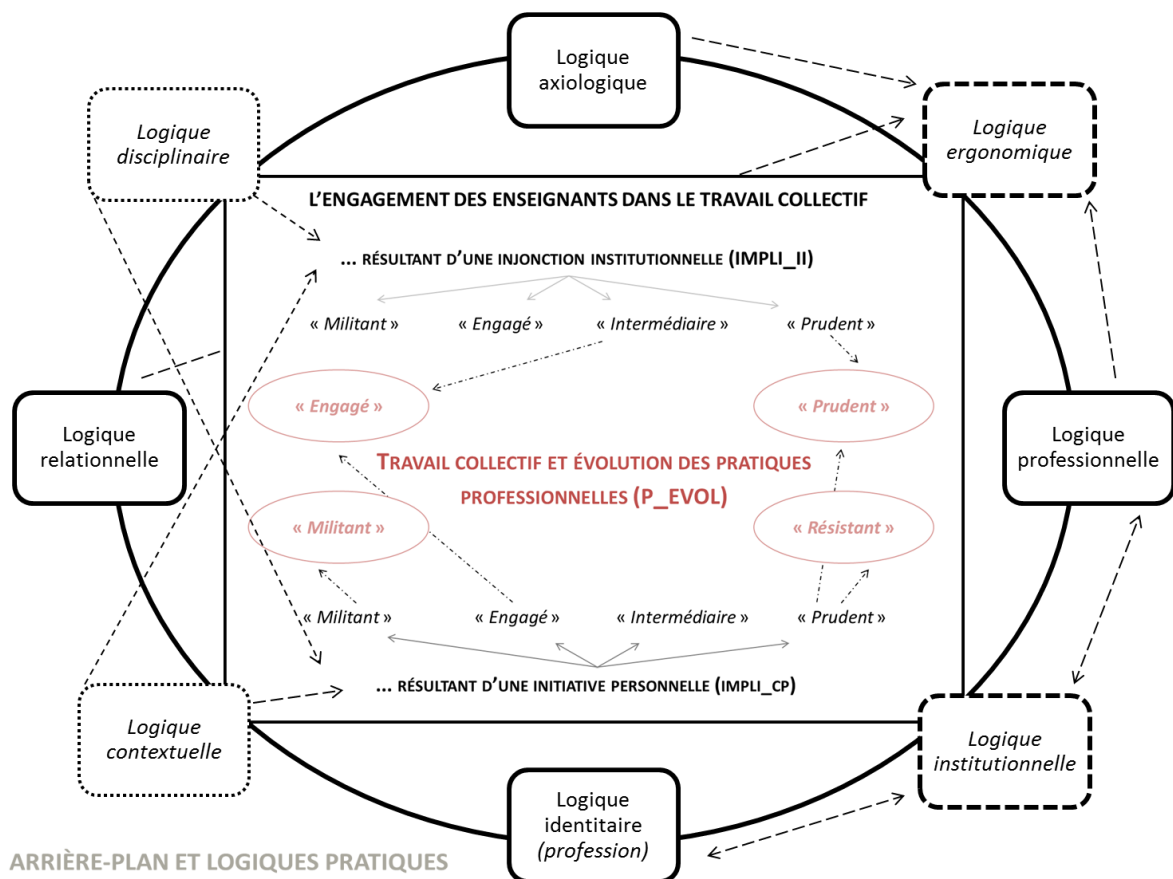 Logique
axiologique
Logique
disciplinaire
Logique
ergonomique
L'ENGAGEMENT DES ENSEIGNANTS DANS LE TRAVAIL COLLECTIF
... RÉSULTANT D'UNE INJONCTION INSTITUTIONNELLE (IMPLI_II)
« Militant »
« Engagé »
« Intermédiaire »
« Prudent »
« Engagé »
« Prudent »
Logique
relationnelle
Logique
professionnelle
TRAVAIL COLLECTIF ET ÉVOLUTION DES PRATIQUES
PROFESSIONNELLES (P_EVOL)
« Militant »
« Résistant »
« Militant »
« Engagé »
« Intermédiaire »
« Prudent »
... RÉSULTANT D'UNE INITIATIVE PERSONNELLE (IMPLI_CP)
Logique
contextuelle
Logique
institutionnelle
Logique
identitaire
(profession)
ARRIÈRE-PLAN ET LOGIQUES PRATIQUES